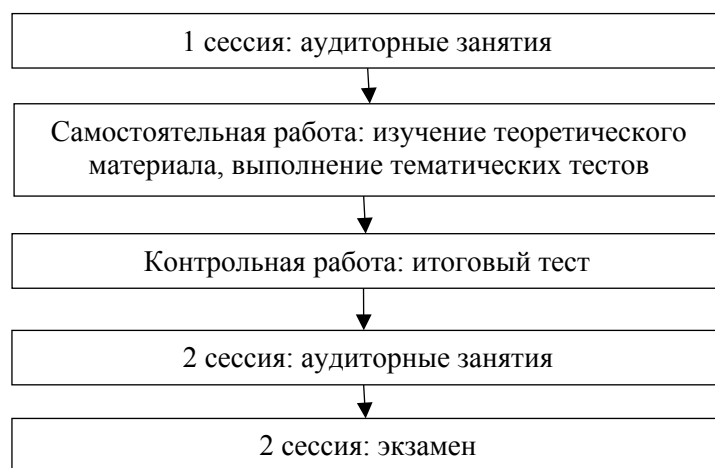 1 сессия: аудиторные занятия
Самостоятельная работа: изучение теоретического
материала, выполнение тематических тестов
Контрольная работа: итоговый тест
2 сессия: аудиторные занятия
2 сессия: экзамен